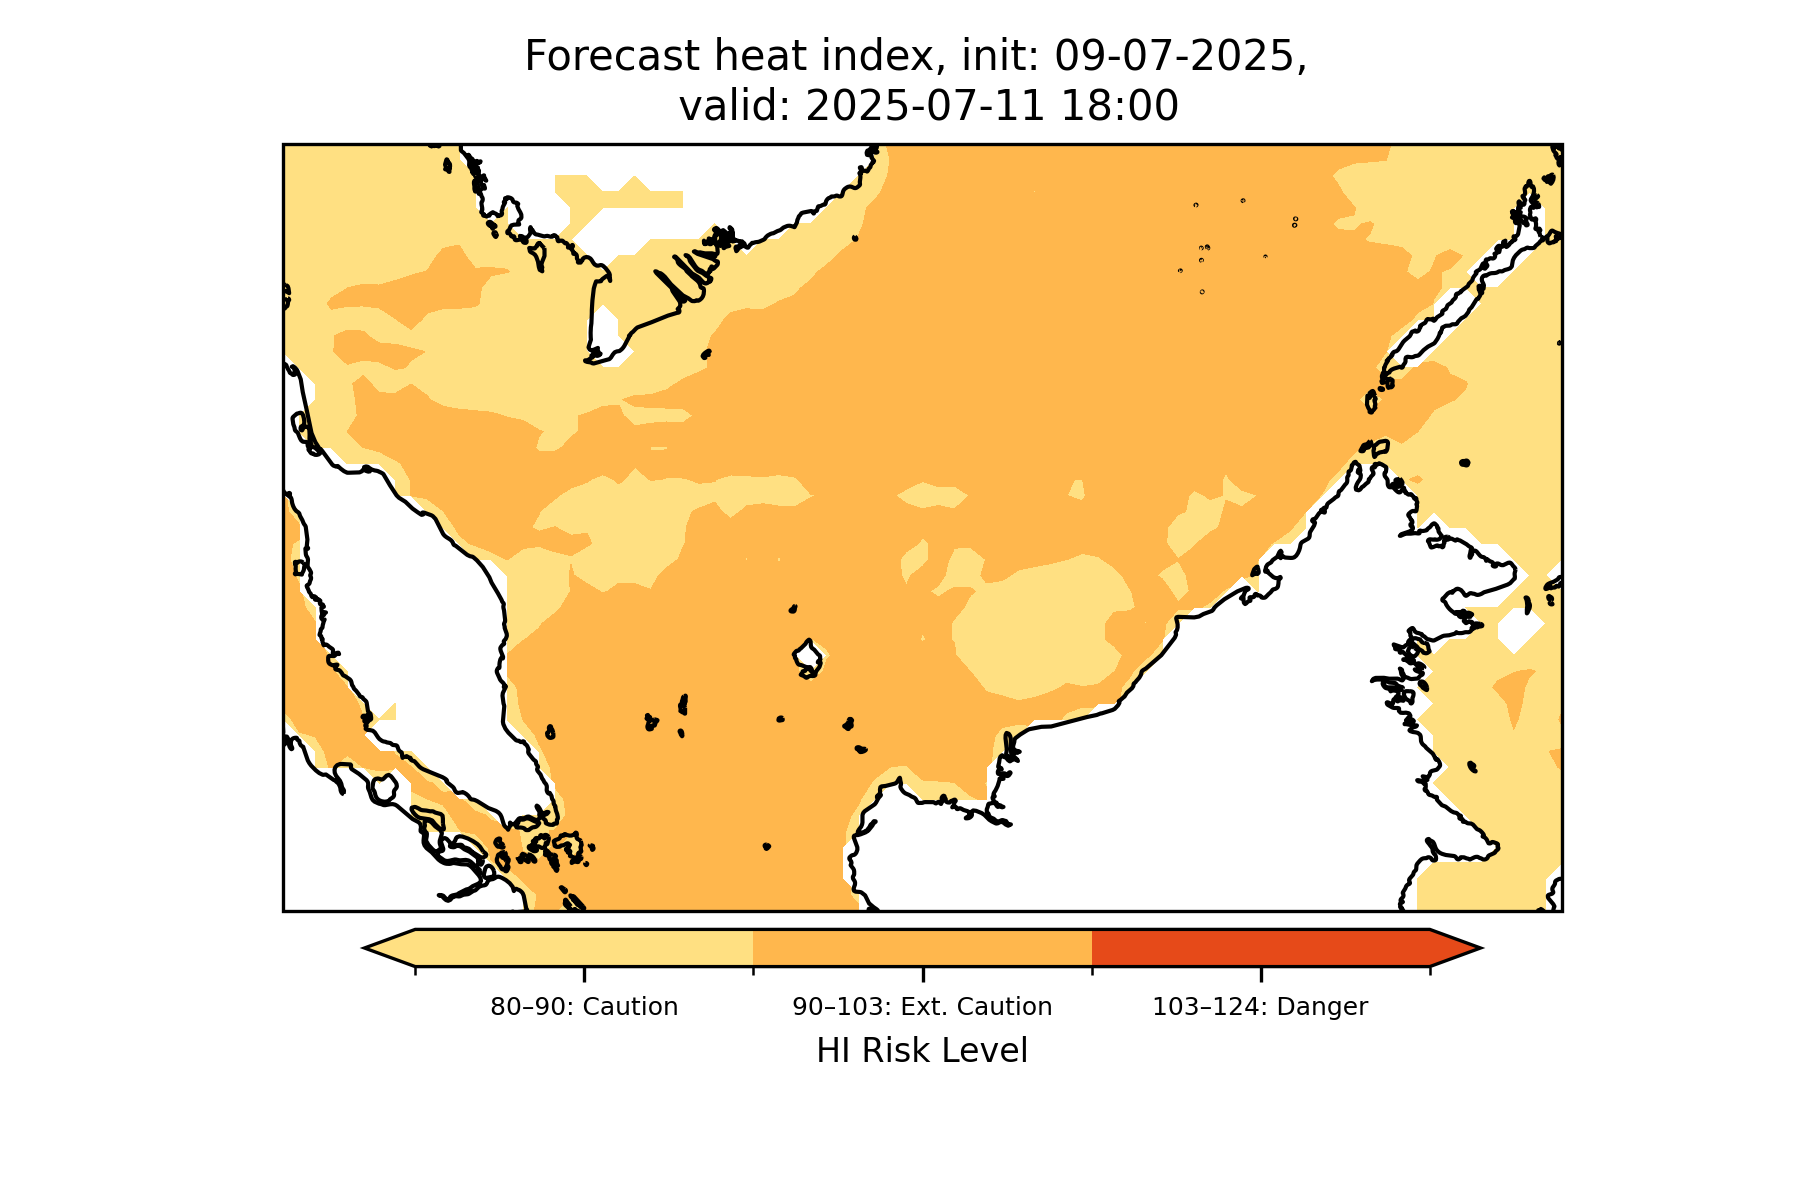 Forecast heat index, init: 09-07-2025,
valid: 2025-07-11 18:00
80–90: Caution
90–103: Ext. Caution
103–124: Danger
HI Risk Level